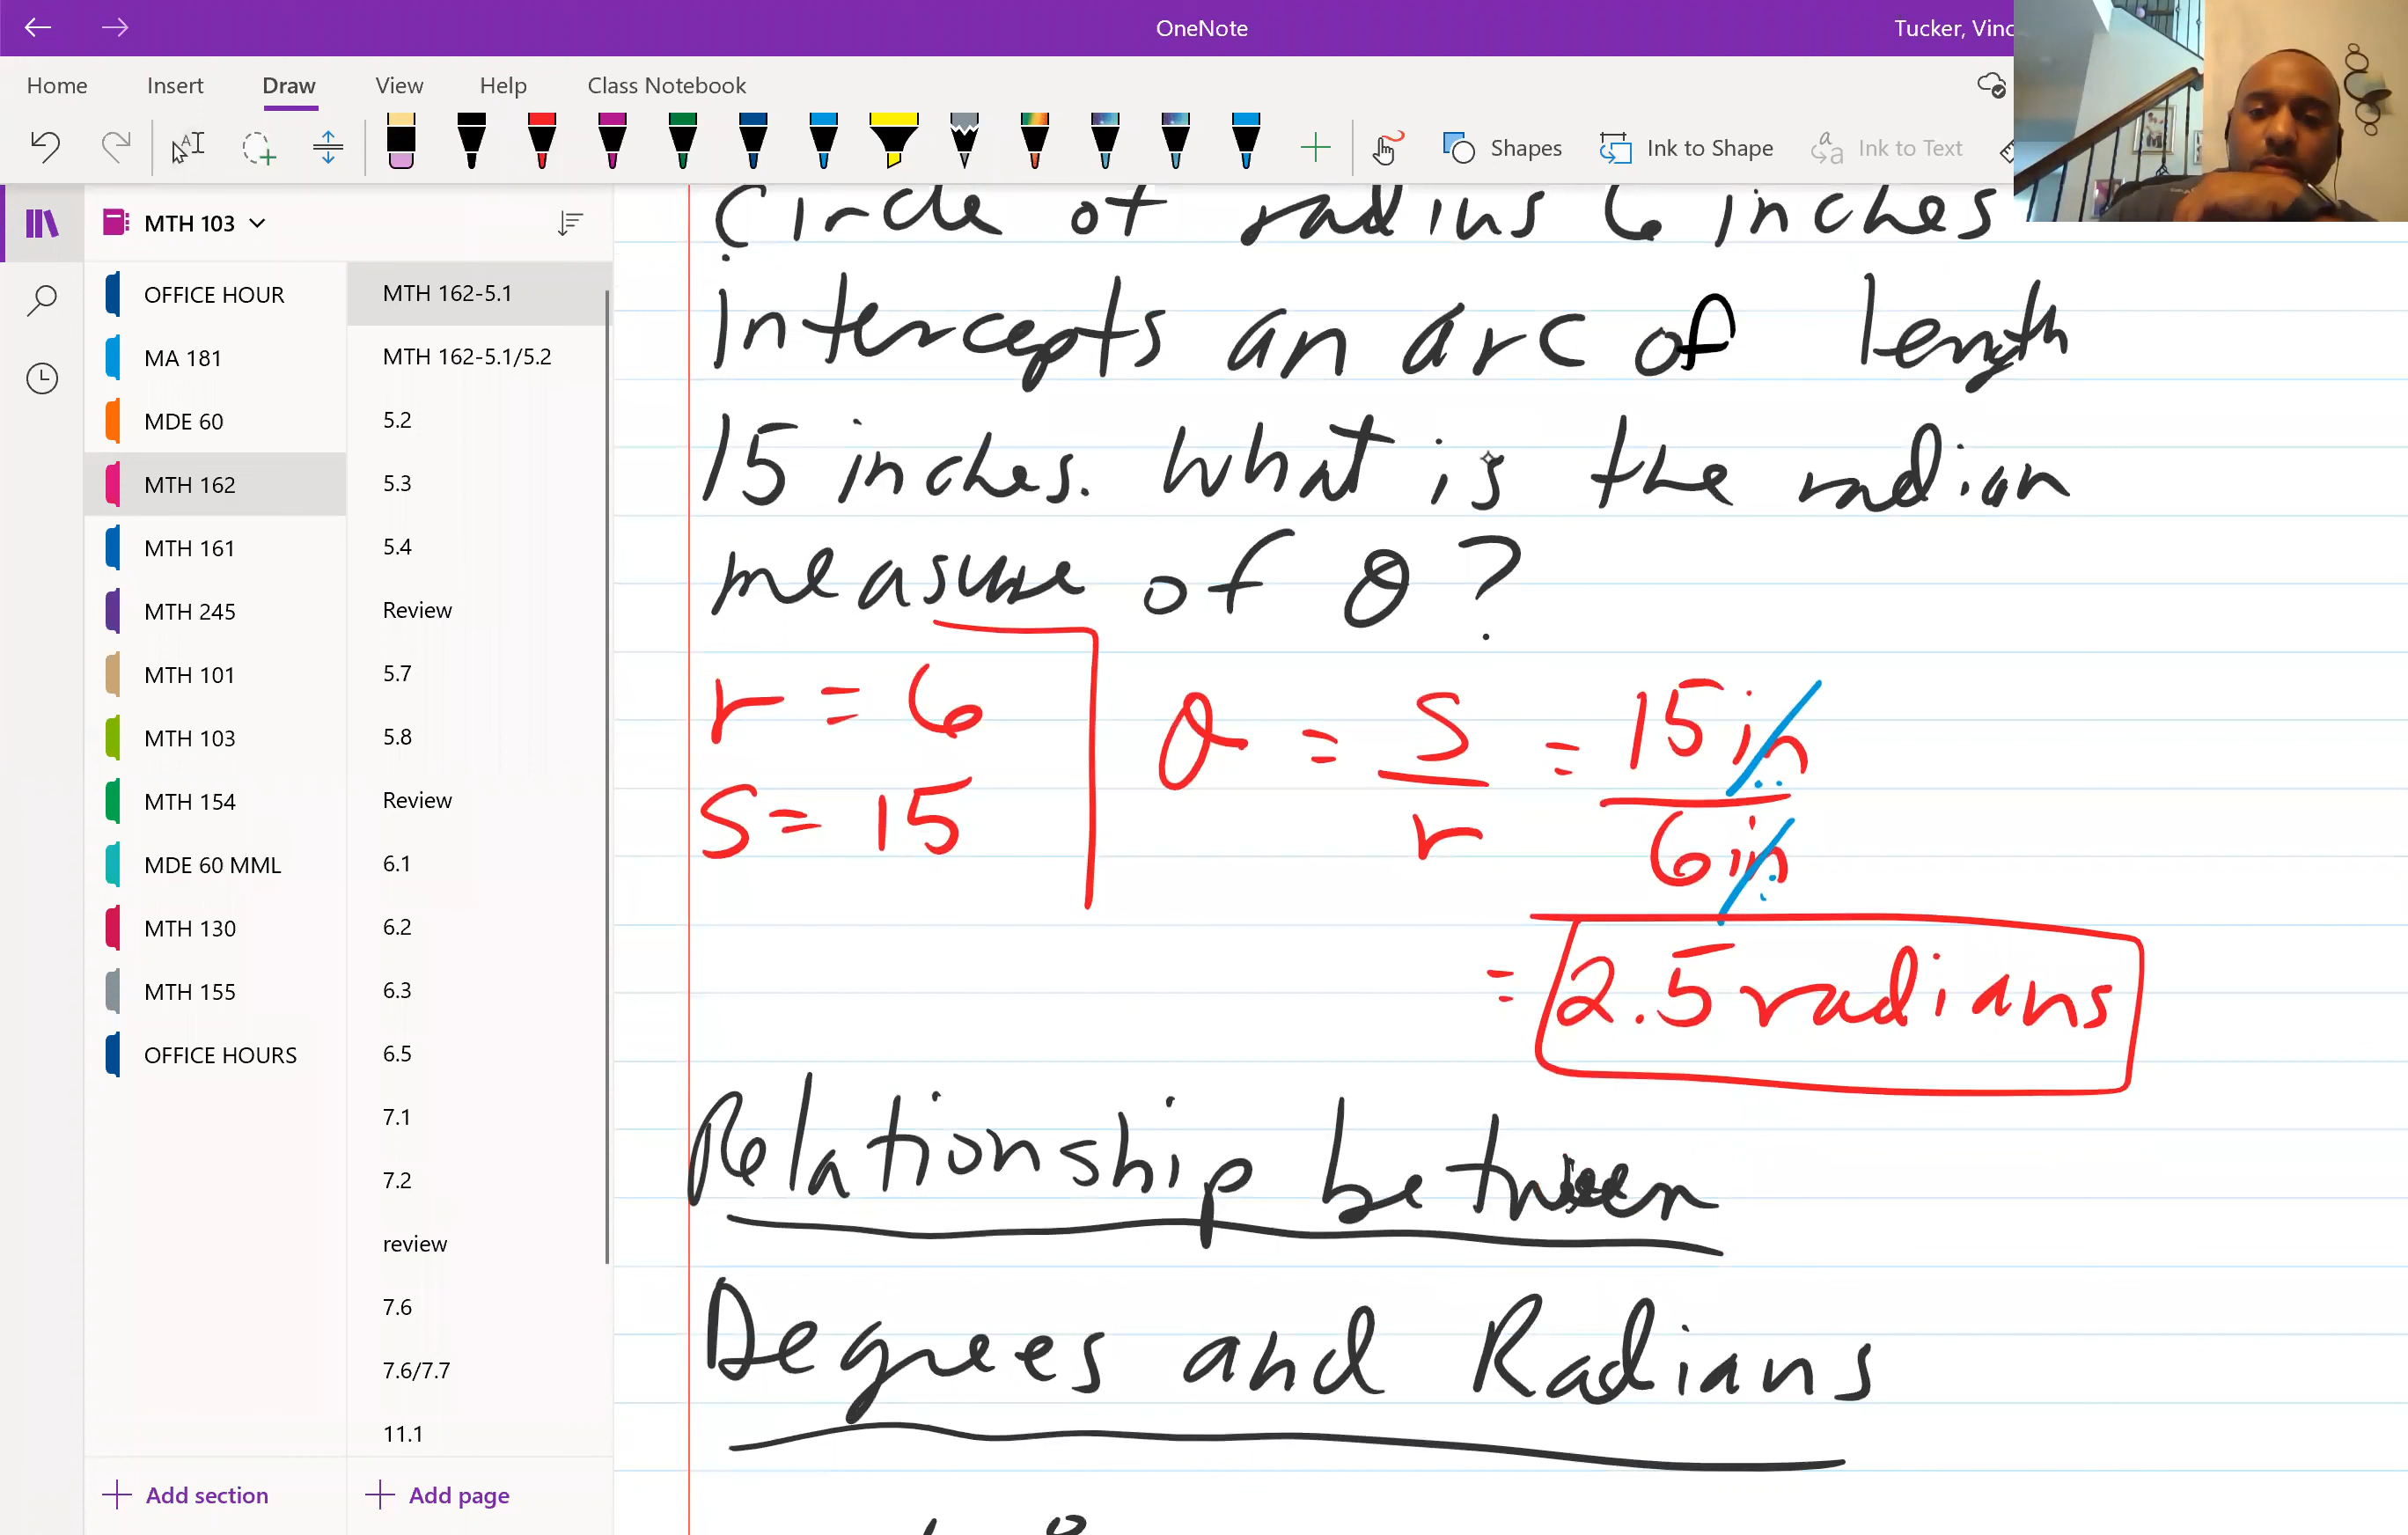 OneNote
Tucker, Vinc
Home Insert Draw View Help Class Notebook
Shapes Ink to Shape Ink to Text
MTH 103
OFFICE HOUR
MA 181
MDE 60
MTH 162
MTH 161
MTH 245
MTH 101
MTH 103
MTH 154
MDE 60 MML
MTH 130
MTH 155
OFFICE HOURS
Add section
MTH 162-5.1
MTH 162-5.1/5.2
5.2
5.3
5.4
Review
5.7
5.8
Review
6.1
6.2
6.3
6.5
7.1
7.2
review
7.6
7.6/7.7
11.1
Add page
Circle of radius 6 inches
intercepts an arc of length
15 inches. What is the radian
measure of θ?
r = 6
s = 15
θ = s/r = 15in/6in
= 2.5 radians
Relationship between
Degrees and Radians